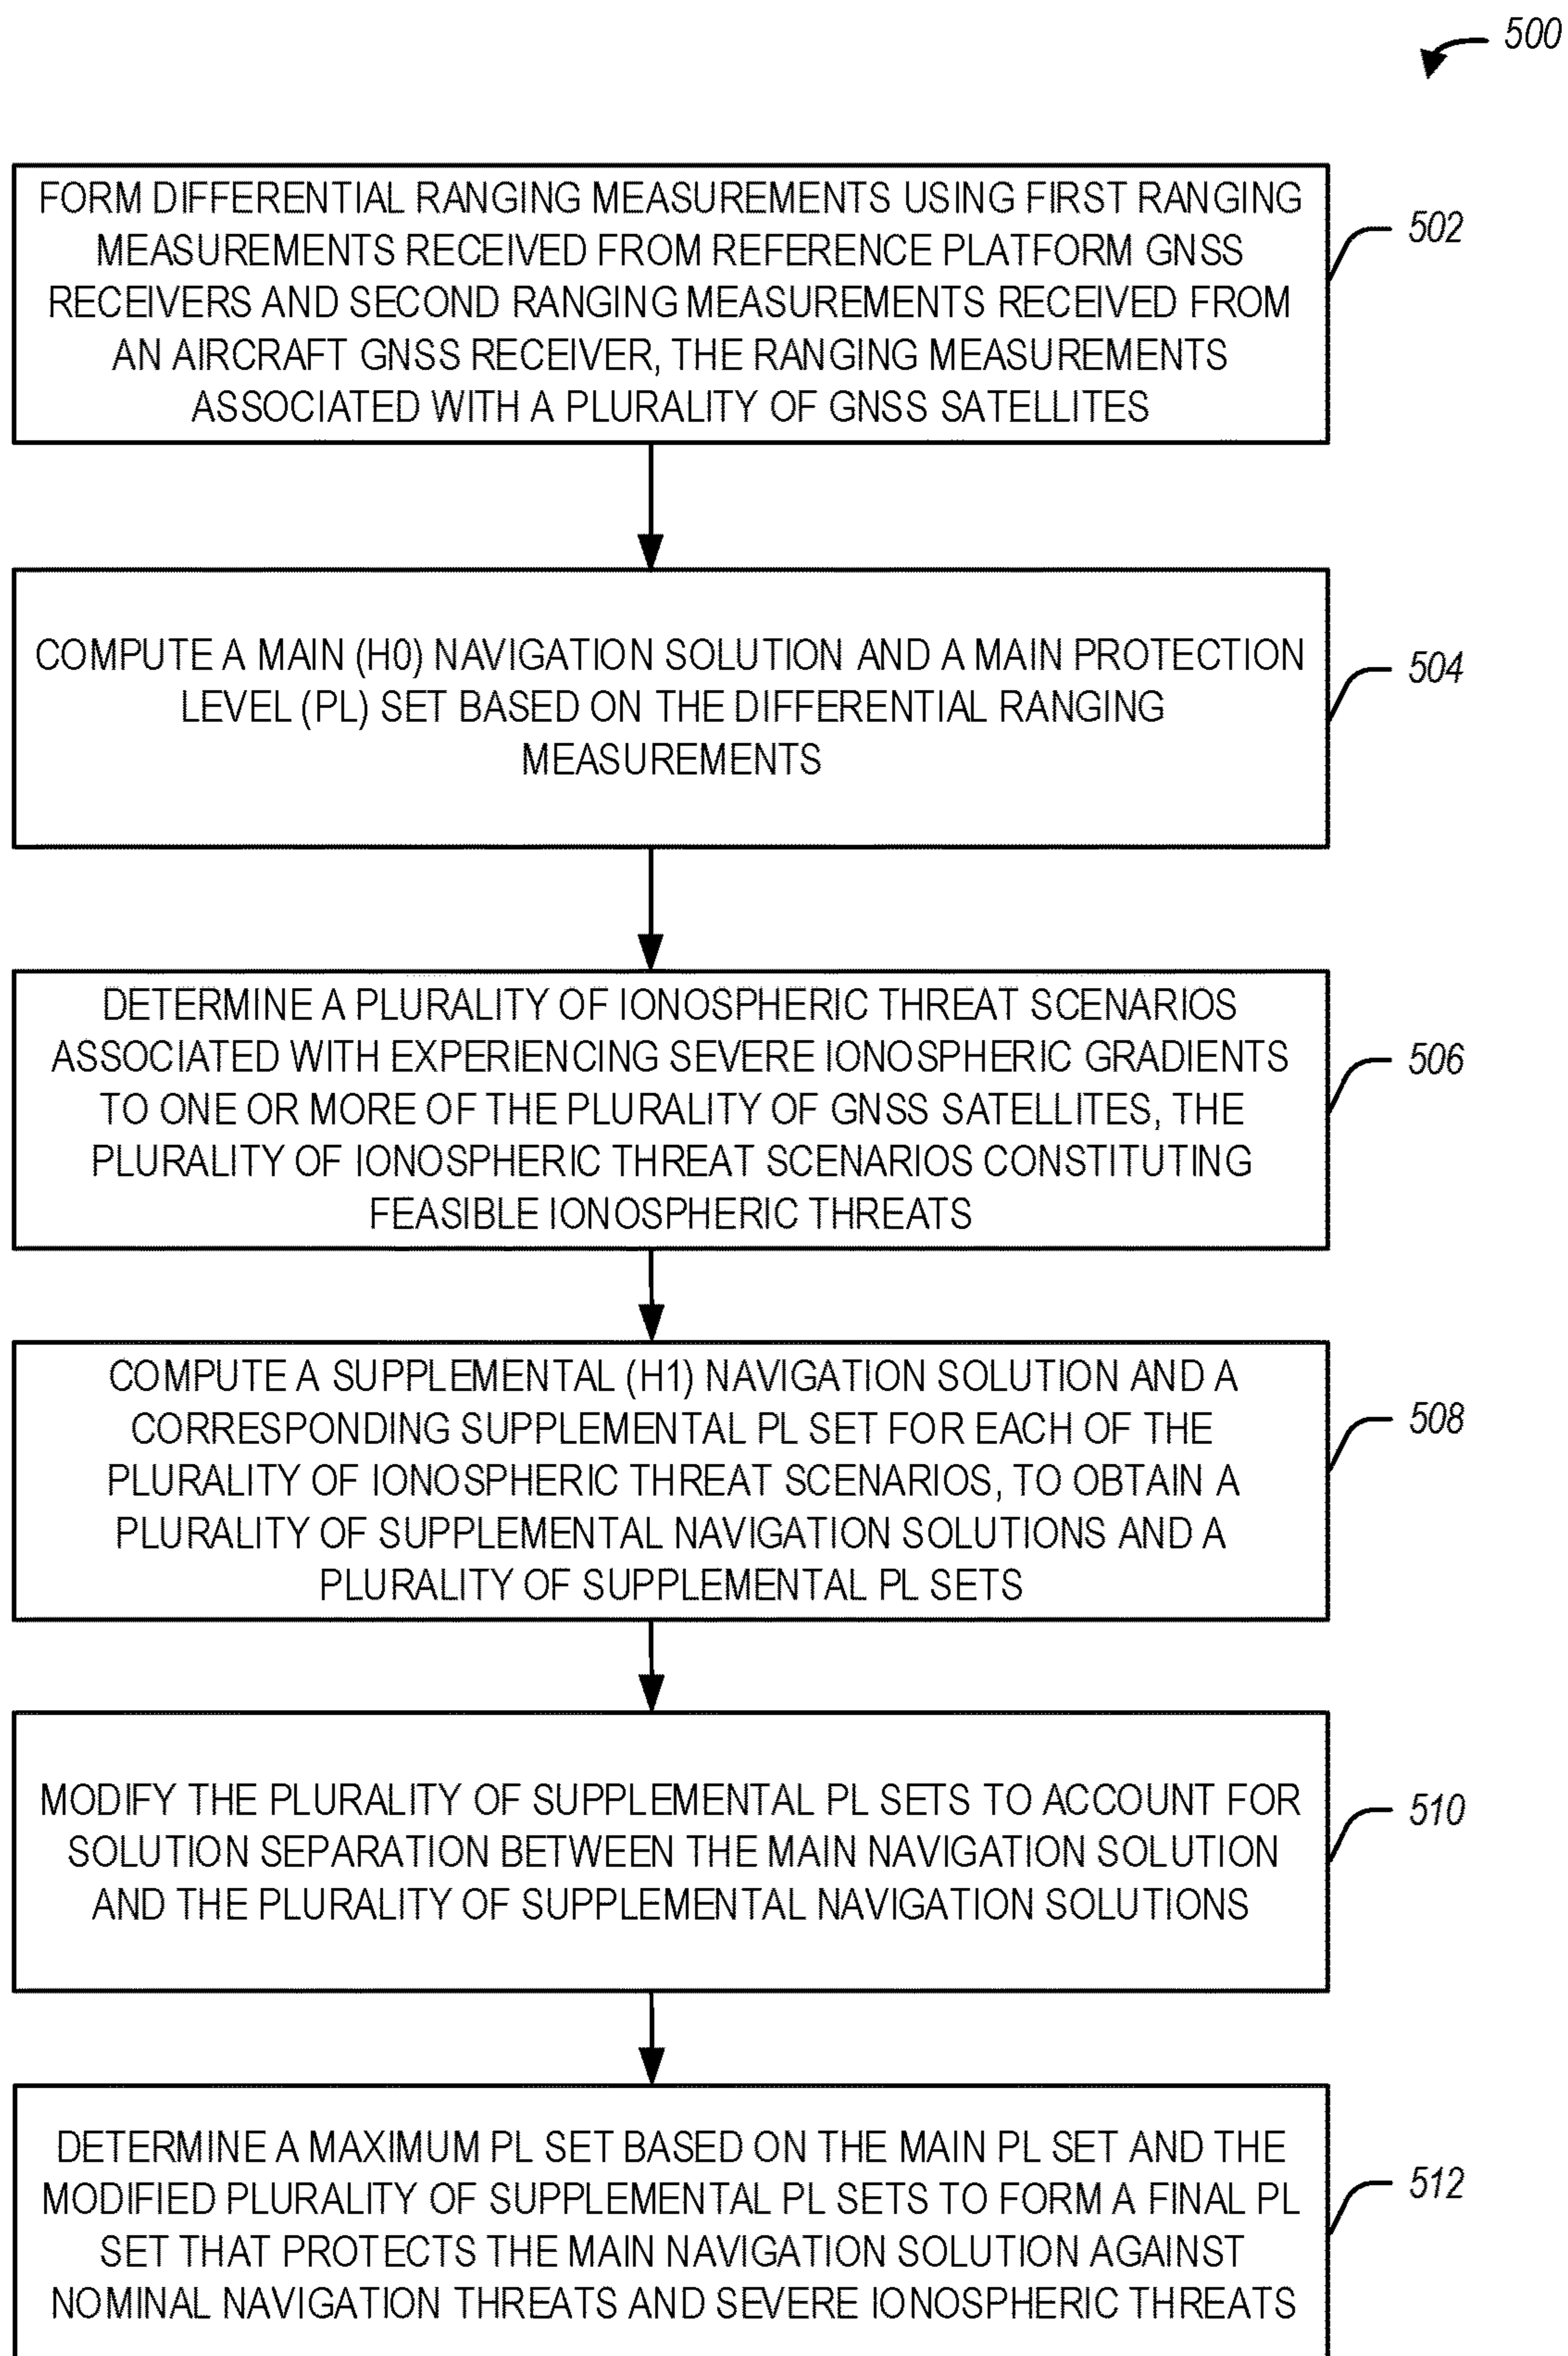 500
FORM DIFFERENTIAL RANGING MEASUREMENTS USING FIRST RANGING
MEASUREMENTS RECEIVED FROM REFERENCE PLATFORM GNSS
RECEIVERS AND SECOND RANGING MEASUREMENTS RECEIVED FROM
AN AIRCRAFT GNSS RECEIVER, THE RANGING MEASUREMENTS
ASSOCIATED WITH A PLURALITY OF GNSS SATELLITES
502
COMPUTE A MAIN (H0) NAVIGATION SOLUTION AND A MAIN PROTECTION
LEVEL (PL) SET BASED ON THE DIFFERENTIAL RANGING
MEASUREMENTS
504
DETERMINE A PLURALITY OF IONOSPHERIC THREAT SCENARIOS
ASSOCIATED WITH EXPERIENCING SEVERE IONOSPHERIC GRADIENTS
TO ONE OR MORE OF THE PLURALITY OF GNSS SATELLITES, THE
PLURALITY OF IONOSPHERIC THREAT SCENARIOS CONSTITUTING
FEASIBLE IONOSPHERIC THREATS
506
COMPUTE A SUPPLEMENTAL (H1) NAVIGATION SOLUTION AND A
CORRESPONDING SUPPLEMENTAL PL SET FOR EACH OF THE
PLURALITY OF IONOSPHERIC THREAT SCENARIOS, TO OBTAIN A
PLURALITY OF SUPPLEMENTAL NAVIGATION SOLUTIONS AND A
PLURALITY OF SUPPLEMENTAL PL SETS
508
MODIFY THE PLURALITY OF SUPPLEMENTAL PL SETS TO ACCOUNT FOR
SOLUTION SEPARATION BETWEEN THE MAIN NAVIGATION SOLUTION
AND THE PLURALITY OF SUPPLEMENTAL NAVIGATION SOLUTIONS
510
DETERMINE A MAXIMUM PL SET BASED ON THE MAIN PL SET AND THE
MODIFIED PLURALITY OF SUPPLEMENTAL PL SETS TO FORM A FINAL PL
SET THAT PROTECTS THE MAIN NAVIGATION SOLUTION AGAINST
NOMINAL NAVIGATION THREATS AND SEVERE IONOSPHERIC THREATS
512